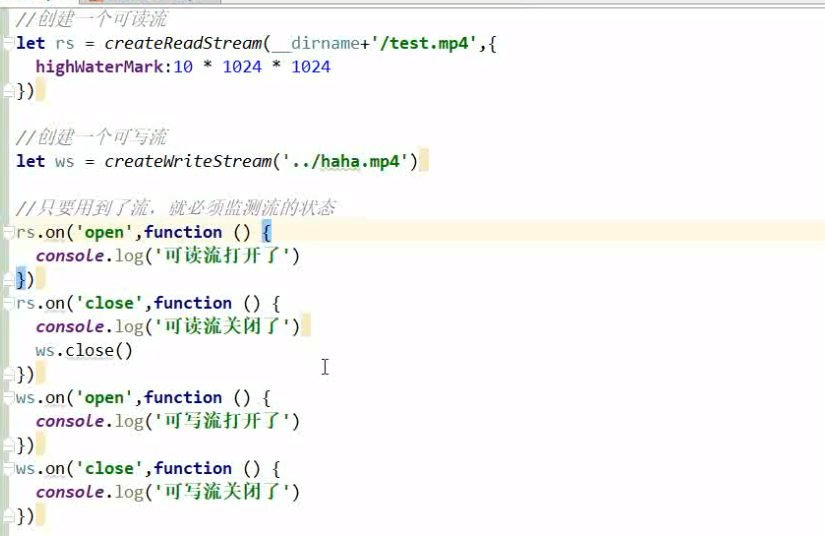 //创建一个可读流
let rs = createReadStream(__dirname+'/test.mp4',{
  highWaterMark:10 * 1024 * 1024
})
//创建一个可写流
let ws = createWriteStream('../haha.mp4')
//只要用到了流，就必须监测流的状态
rs.on('open',function () {
  console.log('可读流打开了')
})
rs.on('close',function () {
  console.log('可读流关闭了')
  ws.close()
})
ws.on('open',function () {
  console.log('可写流打开了')
})
ws.on('close',function () {
  console.log('可写流关闭了')
})